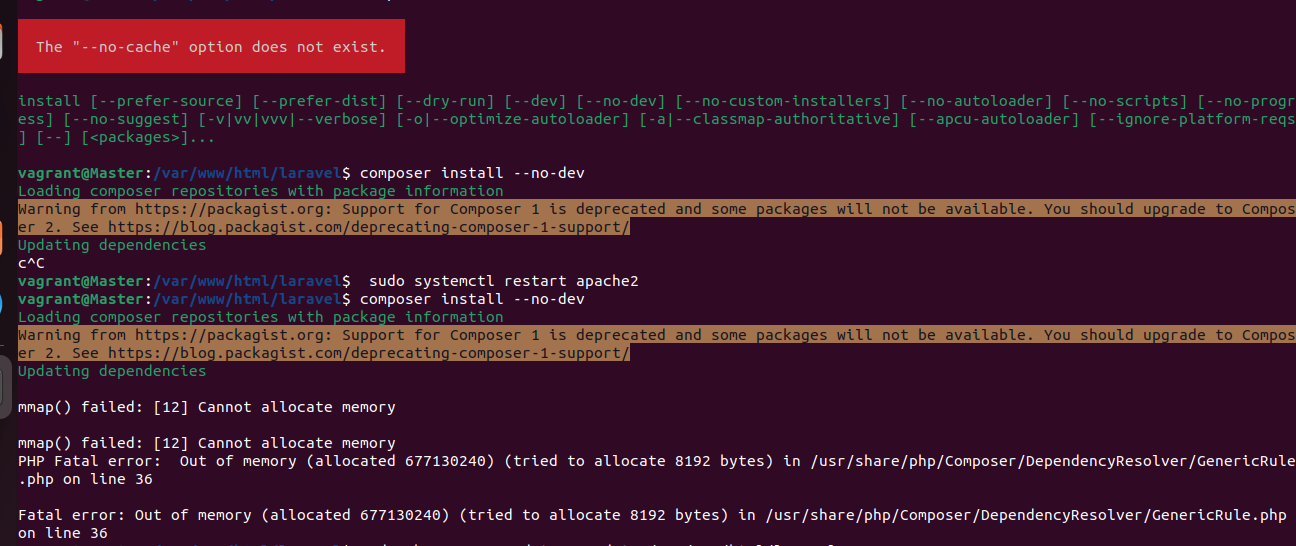 The "--no-cache" option does not exist.
install [--prefer-source] [--prefer-dist] [--dry-run] [--dev] [--no-dev] [--no-custom-installers] [--no-autoloader] [--no-scripts] [--no-progr
ess] [--no-suggest] [-v|vv|vvv|--verbose] [-o|--optimize-autoloader] [-a|--classmap-authoritative] [--apcu-autoloader] [--ignore-platform-reqs
] [--] [<packages>]...
vagrant@Master:/var/www/html/laravel$ composer install --no-dev
Loading composer repositories with package information
Warning from https://packagist.org: Support for Composer 1 is deprecated and some packages will not be available. You should upgrade to Compos
er 2. See https://blog.packagist.com/deprecating-composer-1-support/
Updating dependencies
c^C
vagrant@Master:/var/www/html/laravel$  sudo systemctl restart apache2
vagrant@Master:/var/www/html/laravel$ composer install --no-dev
Loading composer repositories with package information
Warning from https://packagist.org: Support for Composer 1 is deprecated and some packages will not be available. You should upgrade to Compos
er 2. See https://blog.packagist.com/deprecating-composer-1-support/
Updating dependencies
mmap() failed: [12] Cannot allocate memory
mmap() failed: [12] Cannot allocate memory
PHP Fatal error:  Out of memory (allocated 677130240) (tried to allocate 8192 bytes) in /usr/share/php/Composer/DependencyResolver/GenericRule
.php on line 36
Fatal error: Out of memory (allocated 677130240) (tried to allocate 8192 bytes) in /usr/share/php/Composer/DependencyResolver/GenericRule.php
on line 36